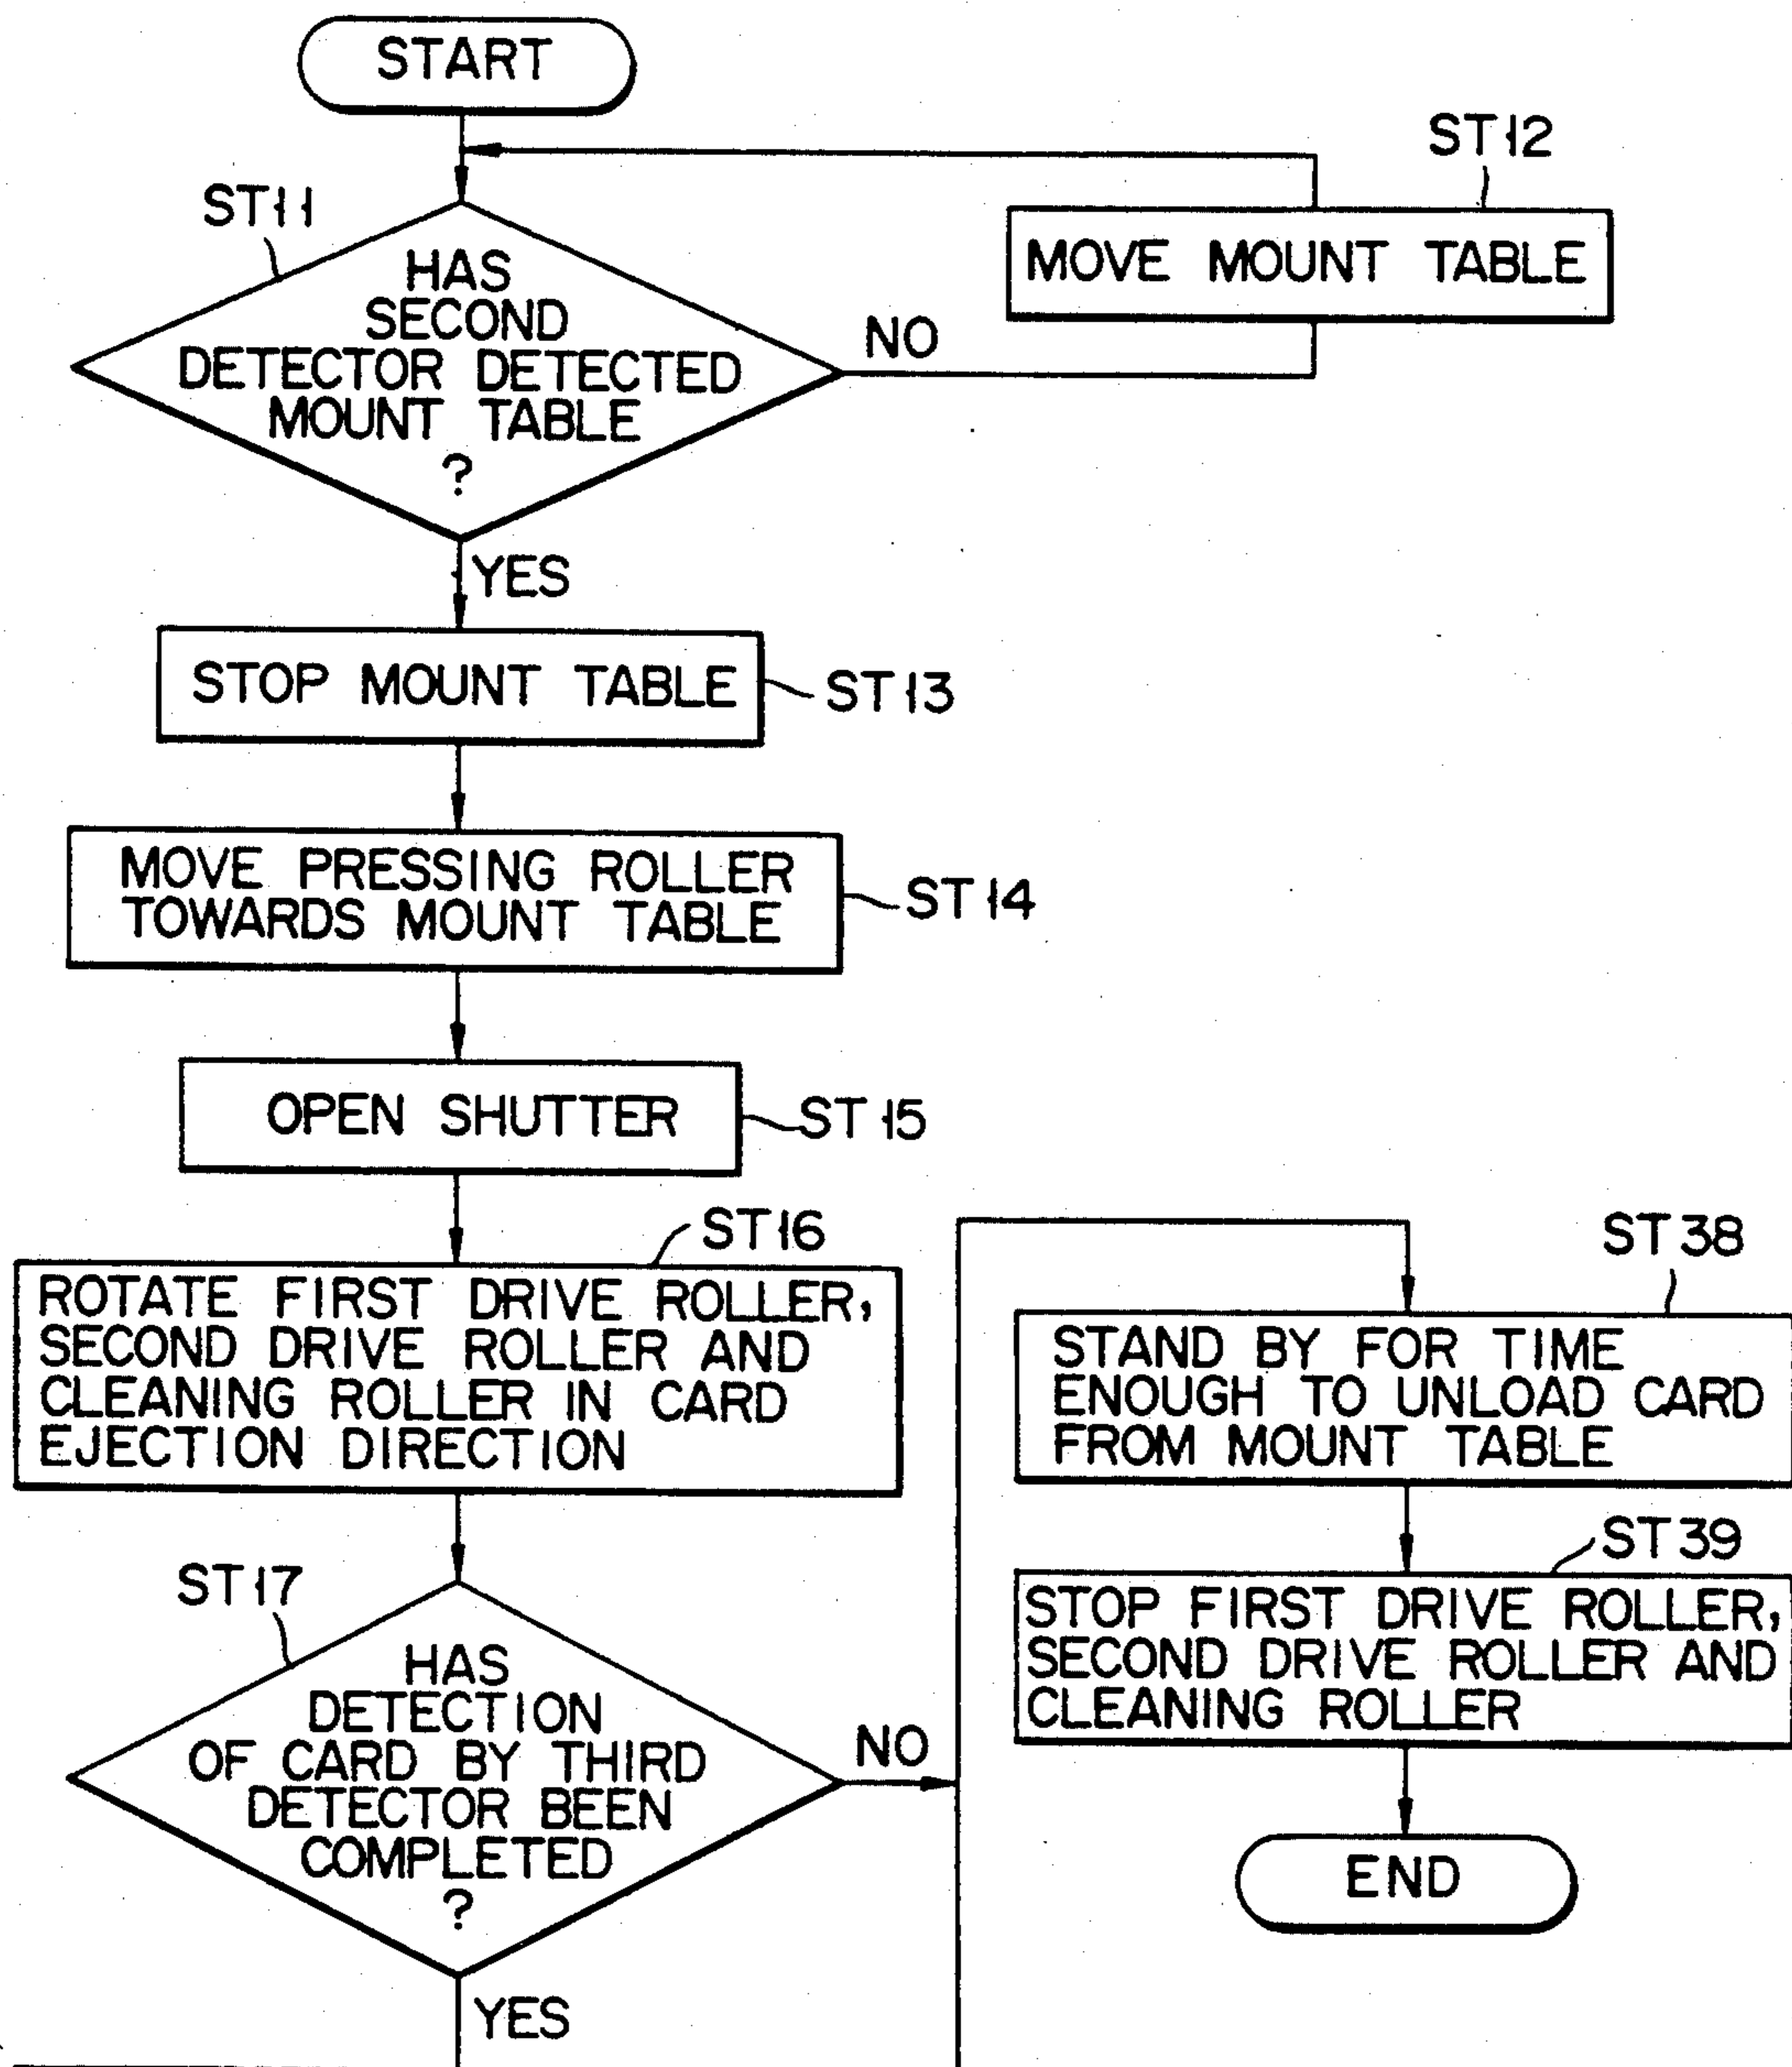 START
ST12
ST11
MOVE MOUNT TABLE
HAS
SECOND
DETECTOR DETECTED
MOUNT TABLE
?
NO
YES
STOP MOUNT TABLE
ST13
MOVE PRESSING ROLLER
TOWARDS MOUNT TABLE
ST14
OPEN SHUTTER
ST15
ST16
ROTATE FIRST DRIVE ROLLER,
SECOND DRIVE ROLLER AND
CLEANING ROLLER IN CARD
EJECTION DIRECTION
ST17
HAS
DETECTION
OF CARD BY THIRD
DETECTOR BEEN
COMPLETED
?
NO
YES
ST38
STAND BY FOR TIME
ENOUGH TO UNLOAD CARD
FROM MOUNT TABLE
ST39
STOP FIRST DRIVE ROLLER,
SECOND DRIVE ROLLER AND
CLEANING ROLLER
END